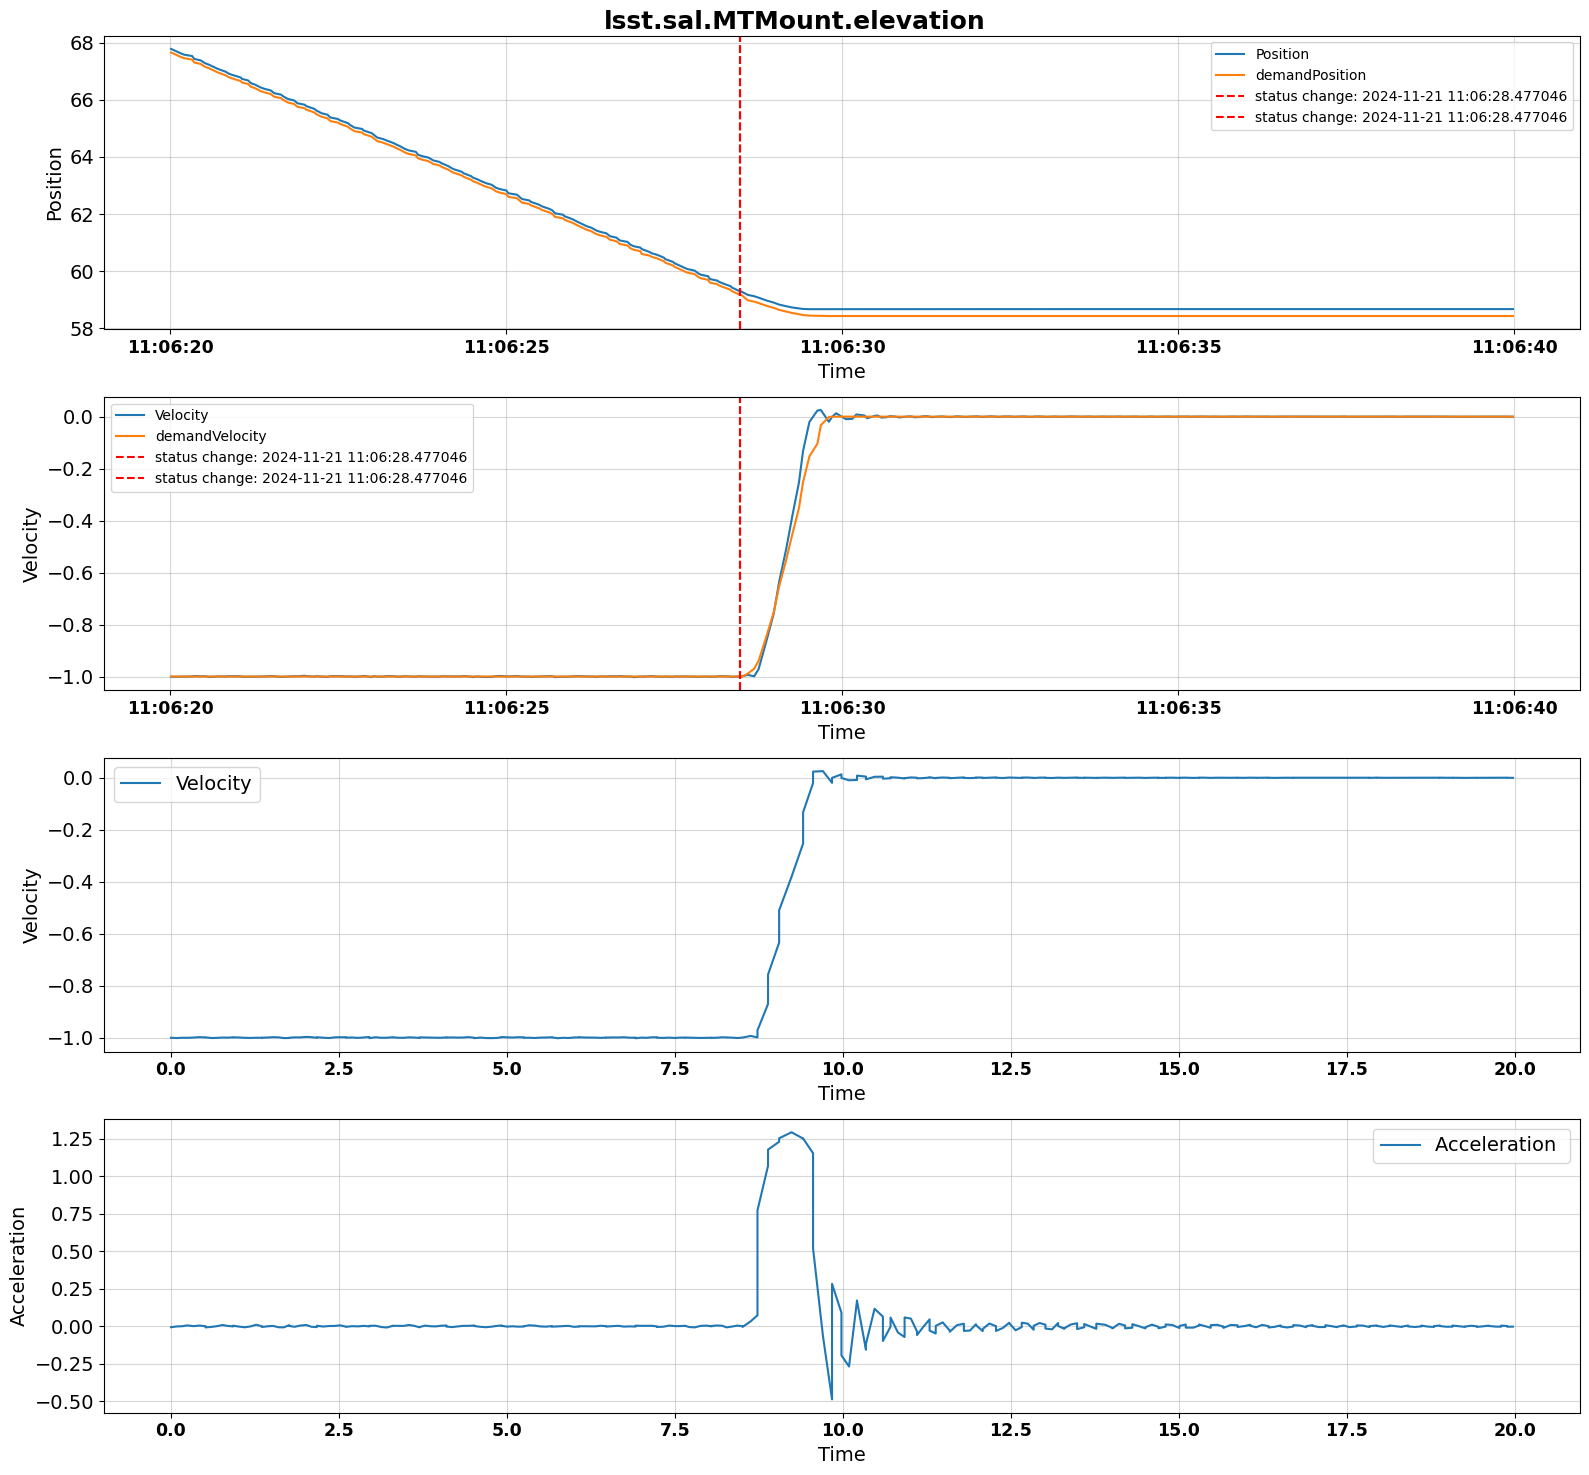 lsst.sal.MTMount.elevation
68
66
64
62
60
58
Position
Position
demandPosition
status change: 2024-11-21 11:06:28.477046
status change: 2024-11-21 11:06:28.477046
11:06:20 11:06:25 11:06:30 11:06:35 11:06:40
Time
0.0
−0.2
−0.4
−0.6
−0.8
−1.0
Velocity
Velocity
demandVelocity
status change: 2024-11-21 11:06:28.477046
status change: 2024-11-21 11:06:28.477046
11:06:20 11:06:25 11:06:30 11:06:35 11:06:40
Time
0.0
−0.2
−0.4
−0.6
−0.8
−1.0
Velocity
Velocity
0.0 2.5 5.0 7.5 10.0 12.5 15.0 17.5 20.0
Time
1.25
1.00
0.75
0.50
0.25
0.00
−0.25
−0.50
Acceleration
Acceleration
0.0 2.5 5.0 7.5 10.0 12.5 15.0 17.5 20.0
Time